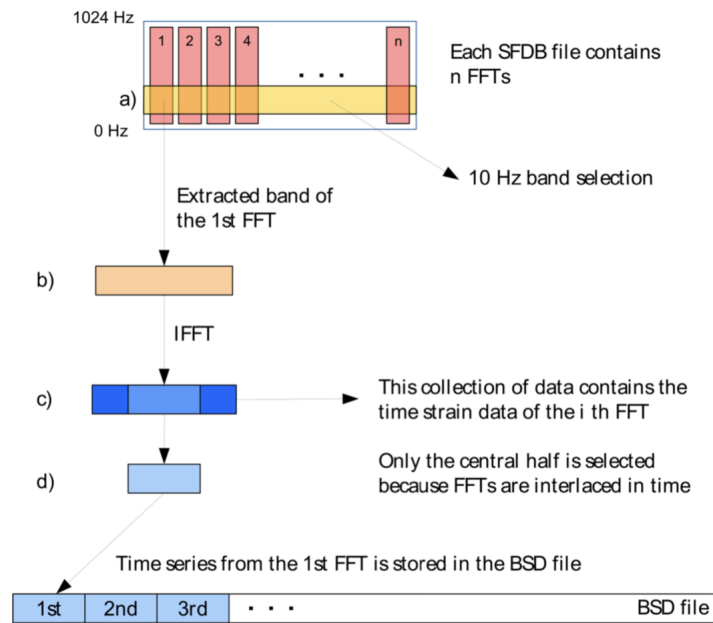 1024 Hz
1 2 3 4 . . . n
Each SFDB file contains
n FFTs
a)
0 Hz
10 Hz band selection
Extracted band of
the 1st FFT
b)
IFFT
c)
This collection of data contains the
time strain data of the i th FFT
d)
Only the central half is selected
because FFTs are interlaced in time
Time series from the 1st FFT is stored in the BSD file
1st 2nd 3rd . . . BSD file